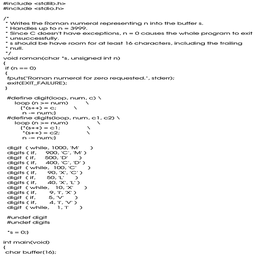 #include <stdlib.h>
#include <stdio.h>
/*
* Writes the Roman numeral representing n into the buffer s.
* Handles up to n = 3999.
* Since C doesn't have exceptions, n = 0 causes the whole program to exit
* unsuccessfully.
* s should be have room for at least 16 characters, including the trailing
* null.
*/
void roman(char *s, unsigned int n)
{
if (n == 0)
{
fputs("Roman numeral for zero requested.", stderr);
exit(EXIT_FAILURE);
}
#define digit(loop, num, c) \
loop (n >= num) \
{*(s++) = c; \
n -= num;}
#define digits(loop, num, c1, c2) \
loop (n >= num) \
{*(s++) = c1; \
*(s++) = c2; \
n -= num;}
digit ( while, 1000, 'M' )
digits ( if, 900, 'C', 'M' )
digit ( if, 500, 'D' )
digits ( if, 400, 'C', 'D' )
digit ( while, 100, 'C' )
digits ( if, 90, 'X', 'C' )
digit ( if, 50, 'L' )
digits ( if, 40, 'X', 'L' )
digit ( while, 10, 'X' )
digits ( if, 9, 'I', 'X' )
digit ( if, 5, 'V' )
digits ( if, 4, 'I', 'V' )
digit ( while, 1, 'I' )
#undef digit
#undef digits
*s = 0;}
int main(void)
{
char buffer[16];